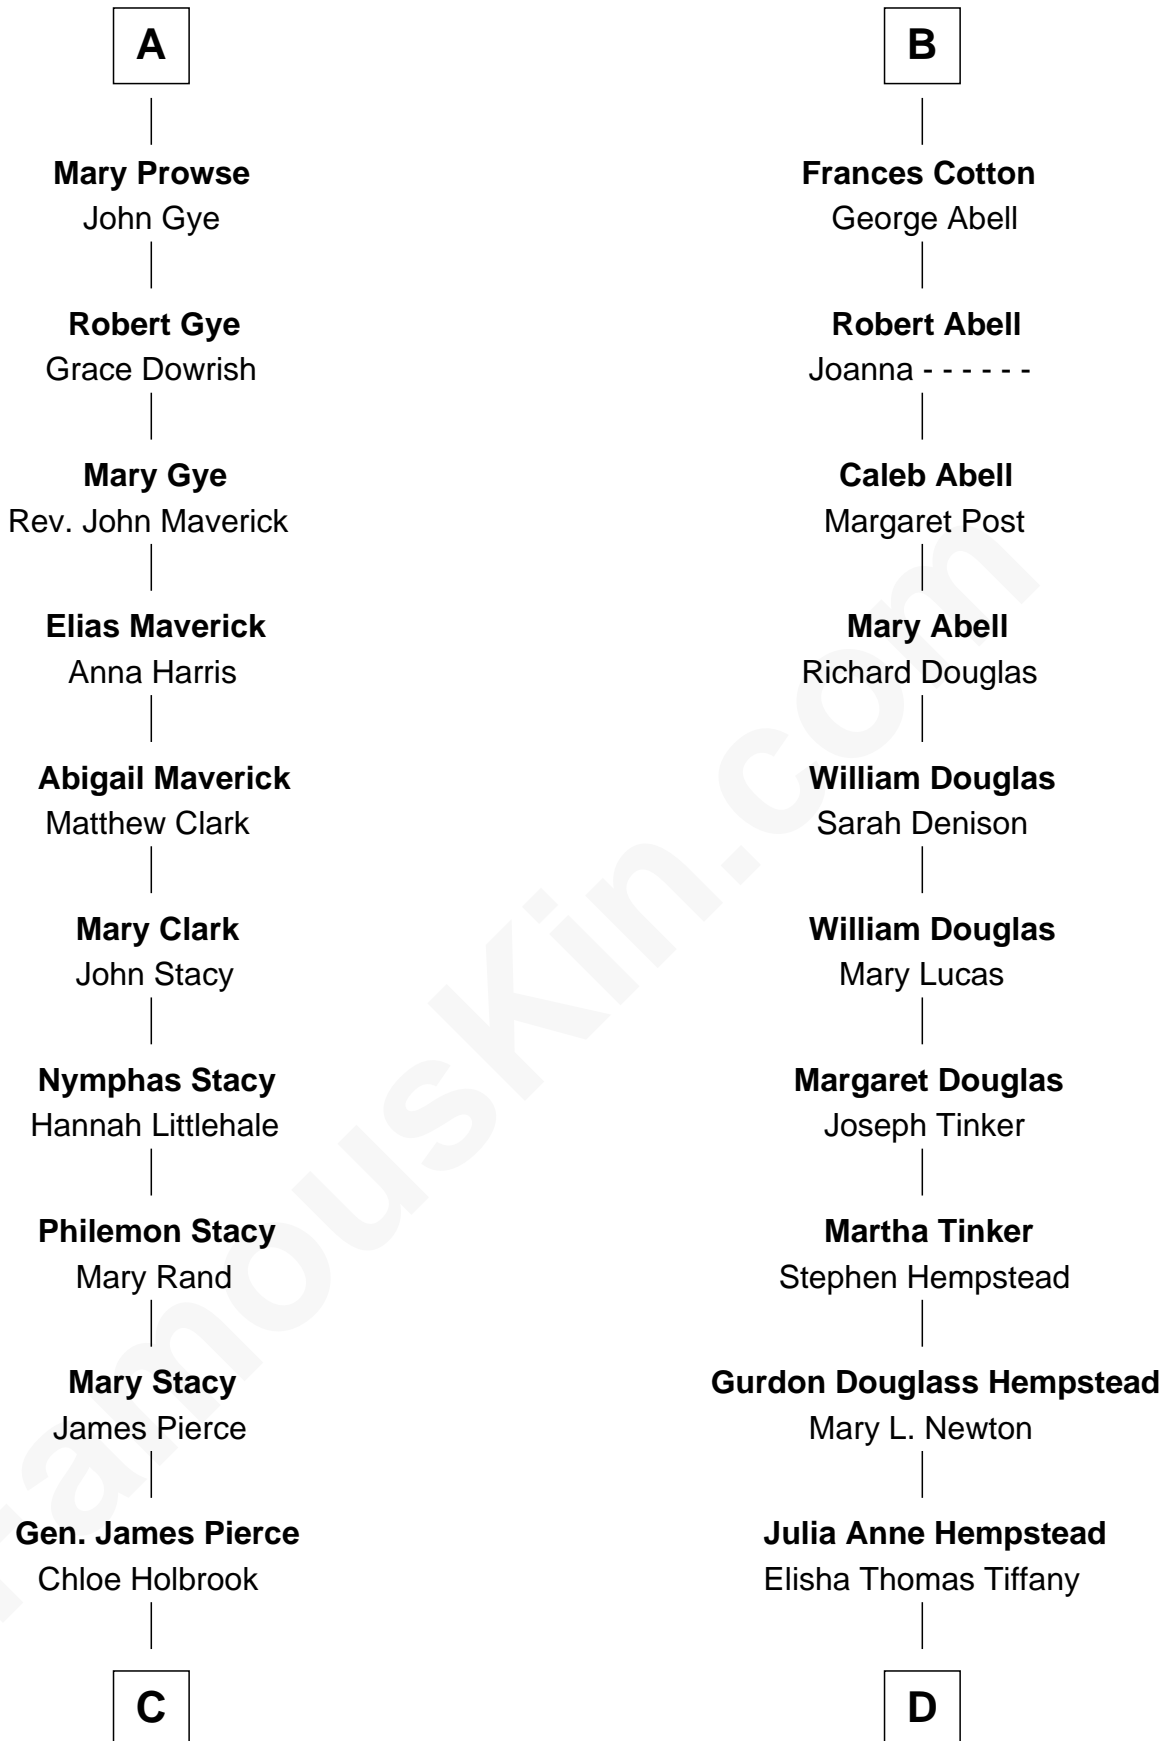 A
Mary Prowse
John Gye
Robert Gye
Grace Dowrish
Mary Gye
Rev. John Maverick
Elias Maverick
Anna Harris
Abigail Maverick
Matthew Clark
Mary Clark
John Stacy
Nymphas Stacy
Hannah Littlehale
Philemon Stacy
Mary Rand
Mary Stacy
James Pierce
Gen. James Pierce
Chloe Holbrook
C
B
Frances Cotton
George Abell
Robert Abell
Joanna - - - - - -
Caleb Abell
Margaret Post
Mary Abell
Richard Douglas
William Douglas
Sarah Denison
William Douglas
Mary Lucas
Margaret Douglas
Joseph Tinker
Martha Tinker
Stephen Hempstead
Gurdon Douglass Hempstead
Mary L. Newton
Julia Anne Hempstead
Elisha Thomas Tiffany
D
FamousKin.com